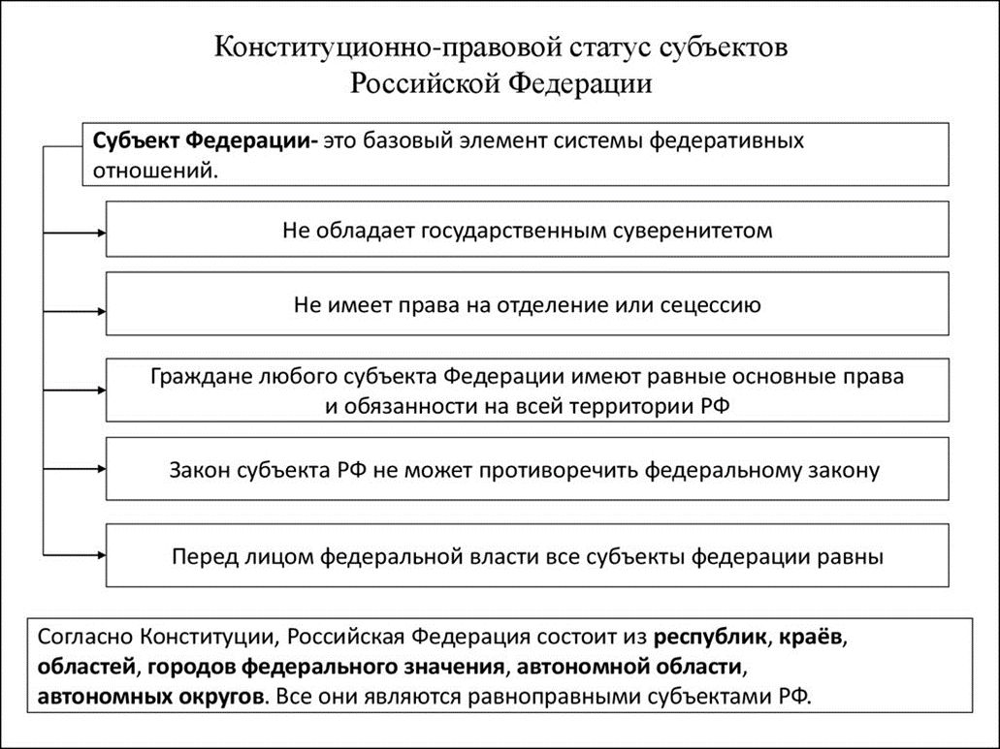 Конституционно-правовой статус субъектов
Российской Федерации
Субъект Федерации- это базовый элемент системы федеративных
отношений.
Не обладает государственным суверенитетом
Не имеет права на отделение или сецессию
Граждане любого субъекта Федерации имеют равные основные права
и обязанности на всей территории РФ
Закон субъекта РФ не может противоречить федеральному закону
Перед лицом федеральной власти все субъекты федерации равны
Согласно Конституции, Российская Федерация состоит из республик, краёв,
областей, городов федерального значения, автономной области,
автономных округов. Все они являются равноправными субъектами РФ.